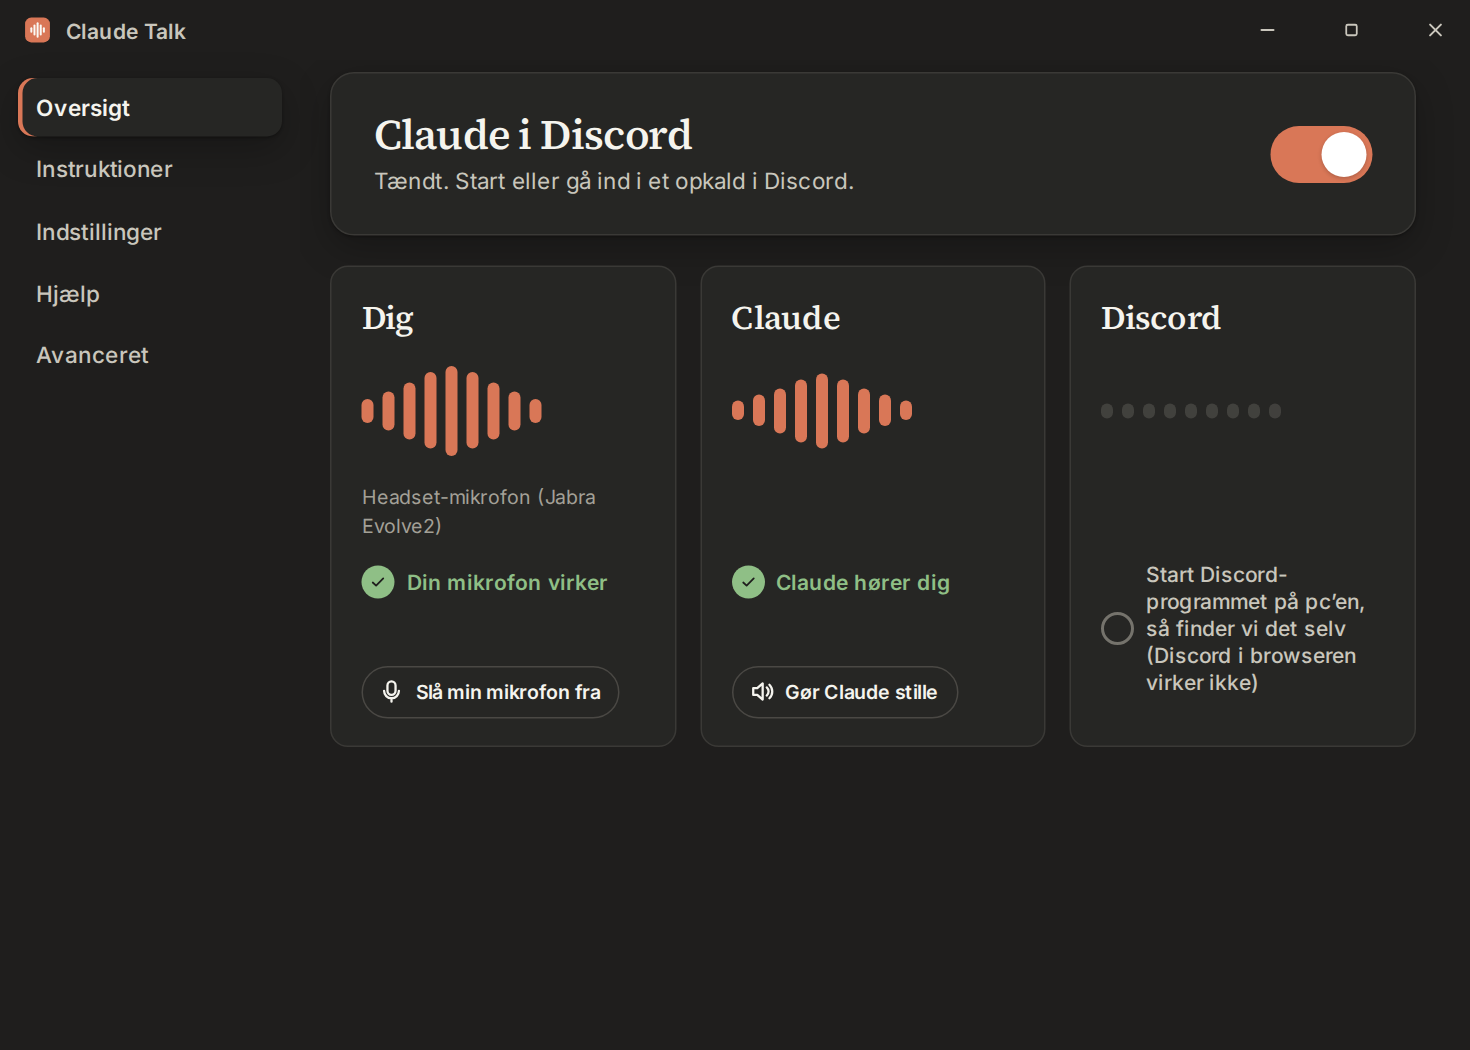 Claude Talk
Oversigt
Instruktioner
Indstillinger
Hjælp
Avanceret
Claude i Discord
Tændt. Start eller gå ind i et opkald i Discord.
Dig
Headset-mikrofon (Jabra
Evolve2)
Din mikrofon virker
Slå min mikrofon fra
Claude
Claude hører dig
Gør Claude stille
Discord
Start Discord-
programmet på pc’en,
så finder vi det selv
(Discord i browseren
virker ikke)